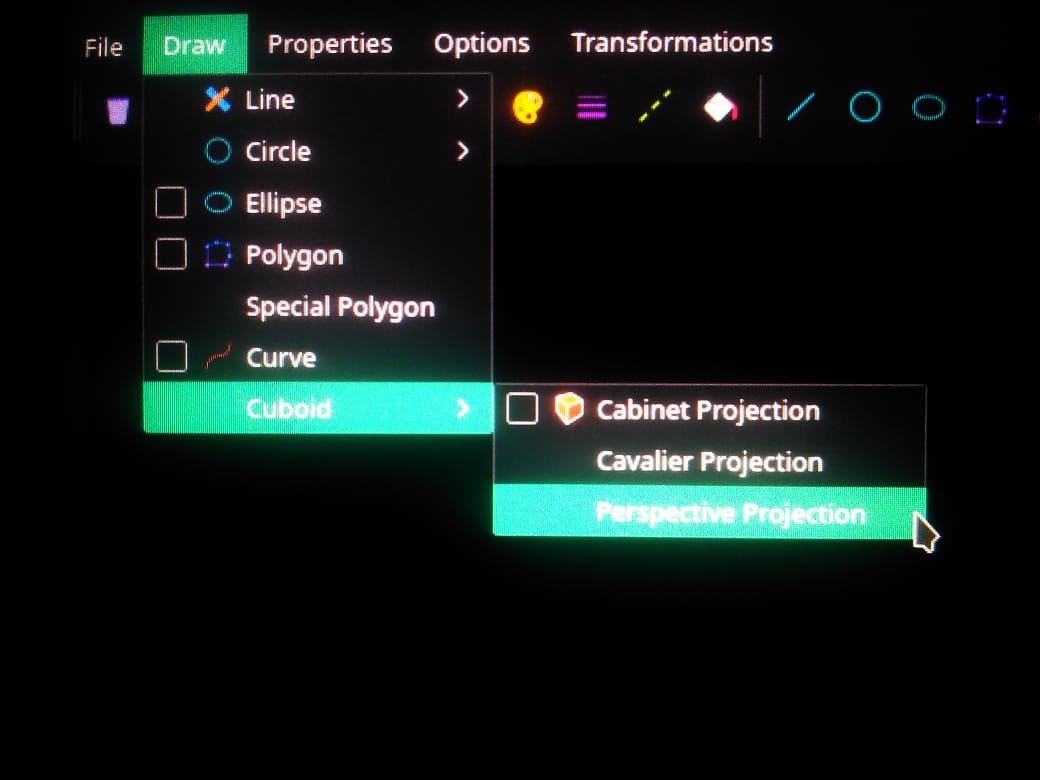 File Draw Properties Options Transformations
Line
Circle
Ellipse
Polygon
Special Polygon
Curve
Cuboid
Cabinet Projection
Cavalier Projection
Perspective Projection